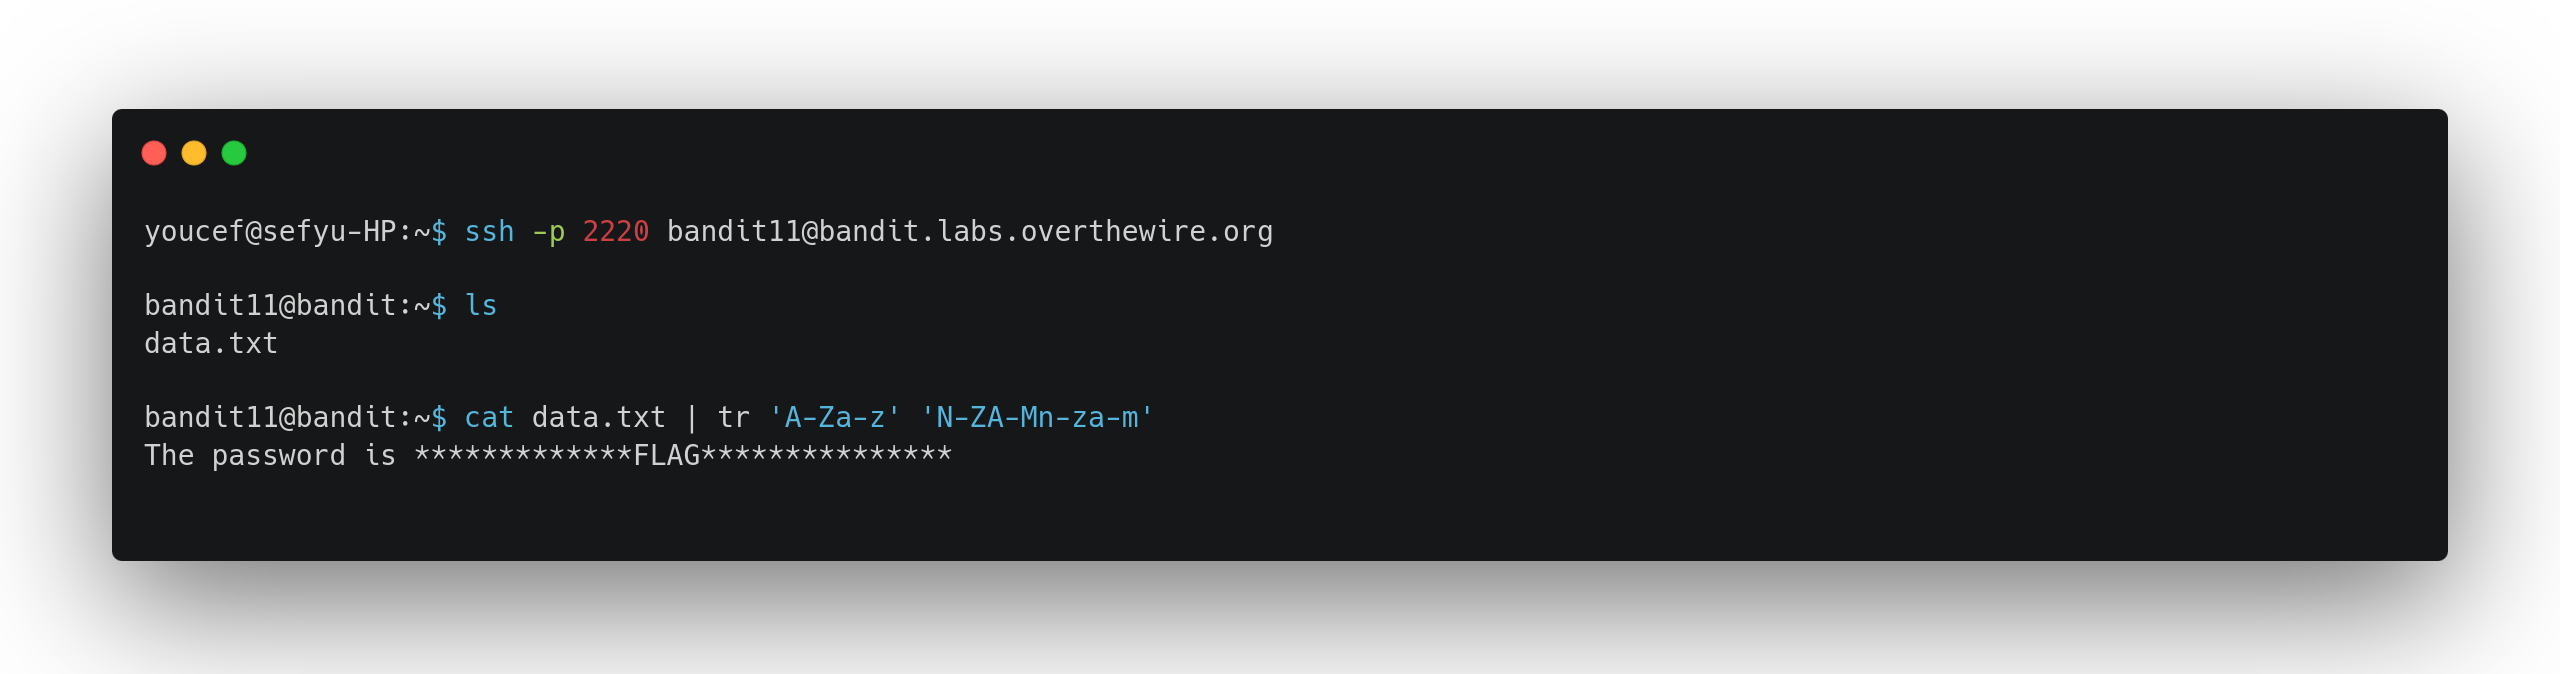 youcef@sefyu-HP:~$ ssh -p 2220 bandit11@bandit.labs.overthewire.org
bandit11@bandit:~$ ls
data.txt
bandit11@bandit:~$ cat data.txt | tr 'A-Za-z' 'N-ZA-Mn-za-m'
The password is *************FLAG***************